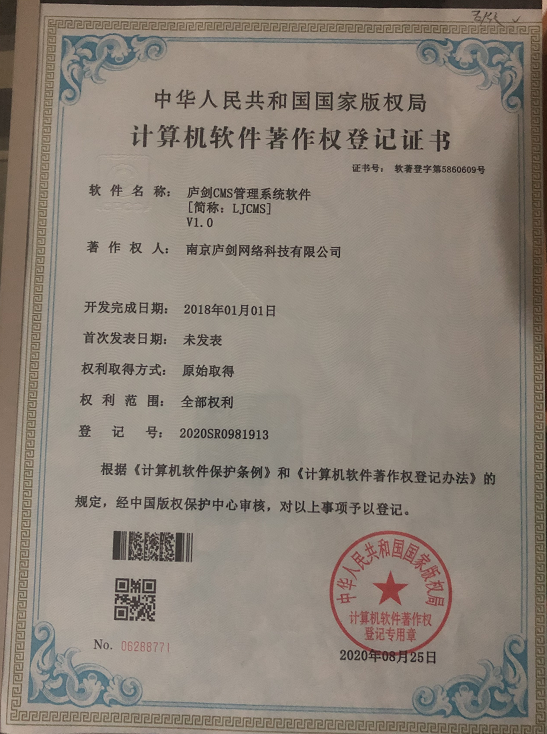 中华人民共和国国家版权局
计算机软件著作权登记证书
证书号： 软著登字第5860609号
软件名称： 庐剑CMS管理系统软件
[简称：LJCMS]
V1.0
著作权人： 南京庐剑网络科技有限公司
开发完成日期： 2018年01月01日
首次发表日期： 未发表
权利取得方式： 原始取得
权利范围： 全部权利
登记号： 2020SR0981913
根据《计算机软件保护条例》和《计算机软件著作权登记办法》的
规定，经中国版权保护中心审核，对以上事项予以登记。
中华人民共和国国家版权局
计算机软件著作权
登记专用章
No. 06288771
2020年08月25日